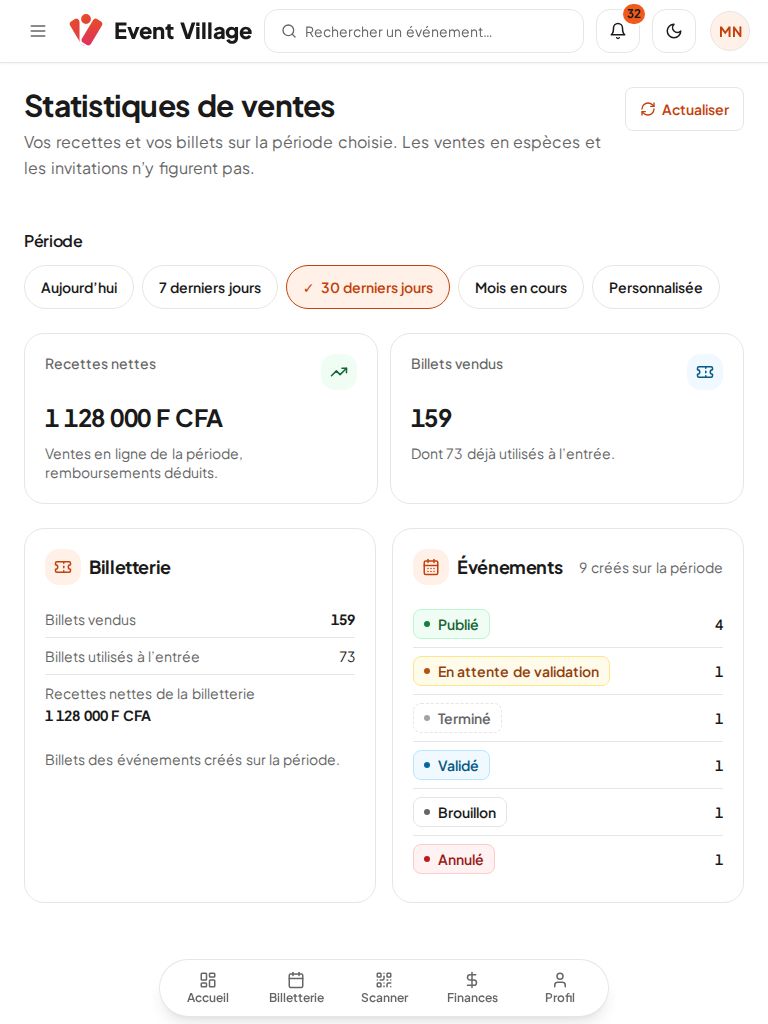 Event Village
Rechercher un événement...
32
MN
Statistiques de ventes
Actualiser
Vos recettes et vos billets sur la période choisie. Les ventes en espèces et
les invitations n'y figurent pas.
Période
Aujourd'hui
7 derniers jours
✓ 30 derniers jours
Mois en cours
Personnalisée
Recettes nettes
1 128 000 F CFA
Ventes en ligne de la période,
remboursements déduits.
Billets vendus
159
Dont 73 déjà utilisés à l'entrée.
Billetterie
Billets vendus 159
Billets utilisés à l'entrée 73
Recettes nettes de la billetterie
1 128 000 F CFA
Billets des événements créés sur la période.
Événements 9 créés sur la période
Publié 4
En attente de validation 1
Terminé 1
Validé 1
Brouillon 1
Annulé 1
Accueil
Billetterie
Scanner
Finances
Profil